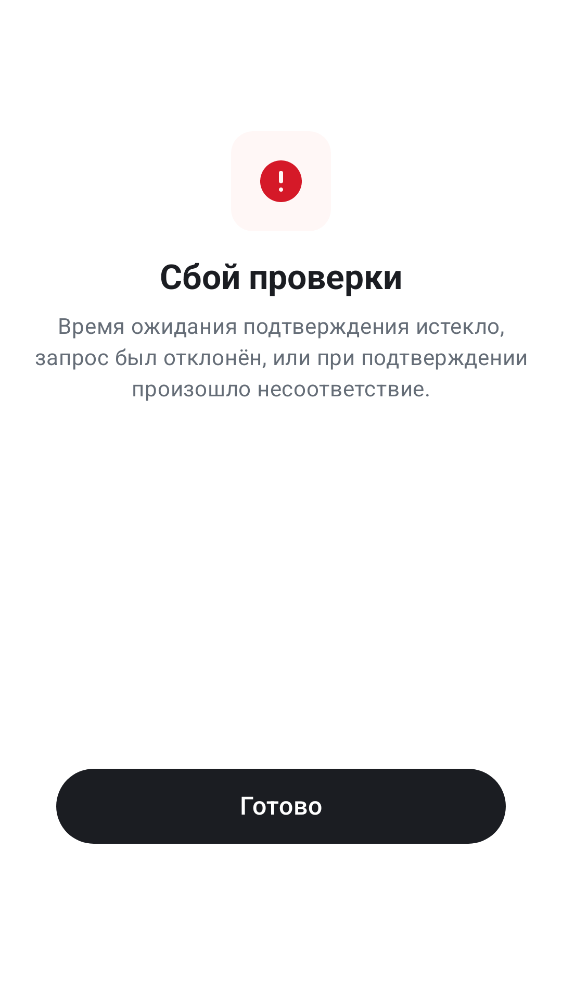 Сбой проверки
Время ожидания подтверждения истекло,
запрос был отклонён, или при подтверждении
произошло несоответствие.
Готово